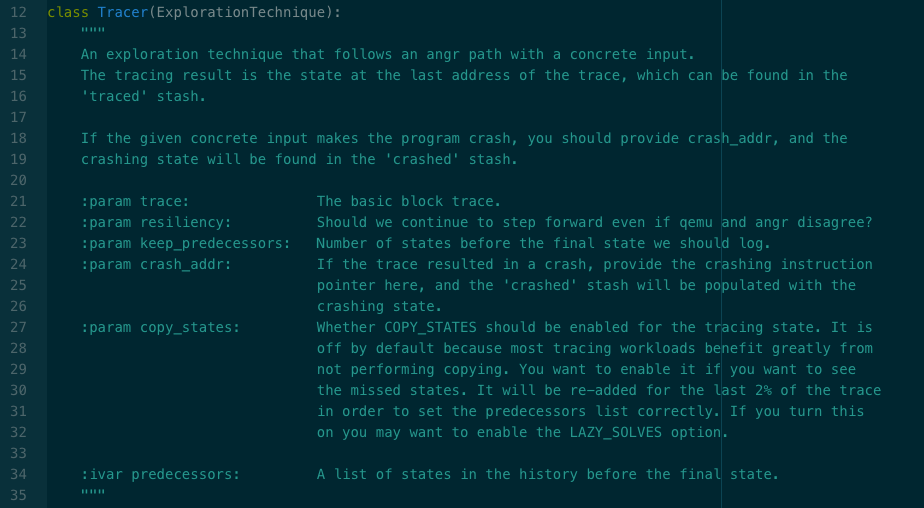 12 class Tracer(ExplorationTechnique):
13     """
14     An exploration technique that follows an angr path with a concrete input.
15     The tracing result is the state at the last address of the trace, which can be found in the
16     'traced' stash.
17
18     If the given concrete input makes the program crash, you should provide crash_addr, and the
19     crashing state will be found in the 'crashed' stash.
20
21     :param trace:               The basic block trace.
22     :param resiliency:          Should we continue to step forward even if qemu and angr disagree?
23     :param keep_predecessors:   Number of states before the final state we should log.
24     :param crash_addr:          If the trace resulted in a crash, provide the crashing instruction
25                                 pointer here, and the 'crashed' stash will be populated with the
26                                 crashing state.
27     :param copy_states:         Whether COPY_STATES should be enabled for the tracing state. It is
28                                 off by default because most tracing workloads benefit greatly from
29                                 not performing copying. You want to enable it if you want to see
30                                 the missed states. It will be re-added for the last 2% of the trace
31                                 in order to set the predecessors list correctly. If you turn this
32                                 on you may want to enable the LAZY_SOLVES option.
33
34     :ivar predecessors:         A list of states in the history before the final state.
35     """